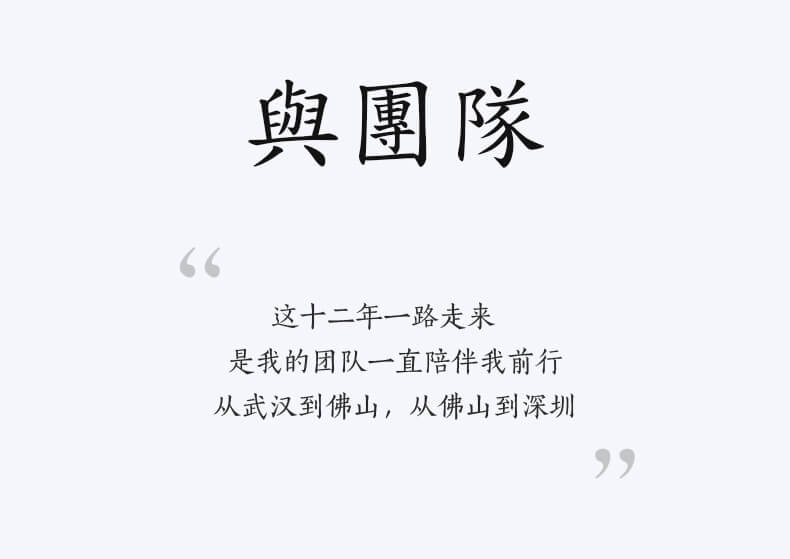 與團隊
“
这十二年一路走来
是我的团队一直陪伴我前行
从武汉到佛山，从佛山到深圳
”